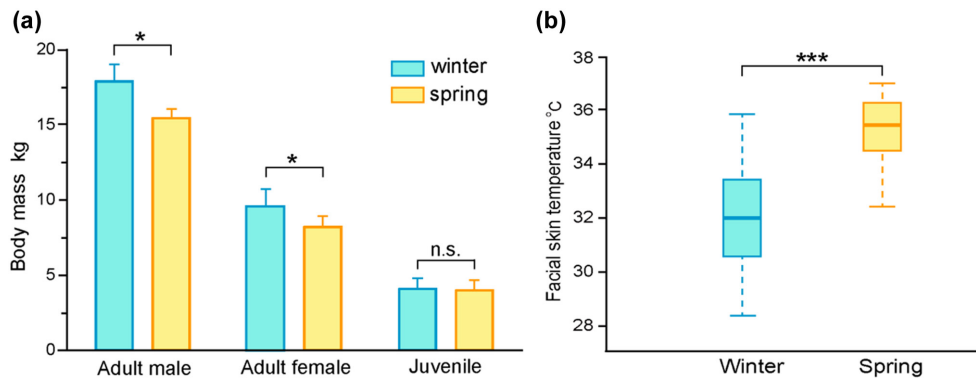 (a)
Body mass kg
20
15
10
5
0
*
*
n.s.
winter
spring
Adult male
Adult female
Juvenile
(b)
Facial skin temperature °C
38
36
34
32
30
28
***
Winter
Spring